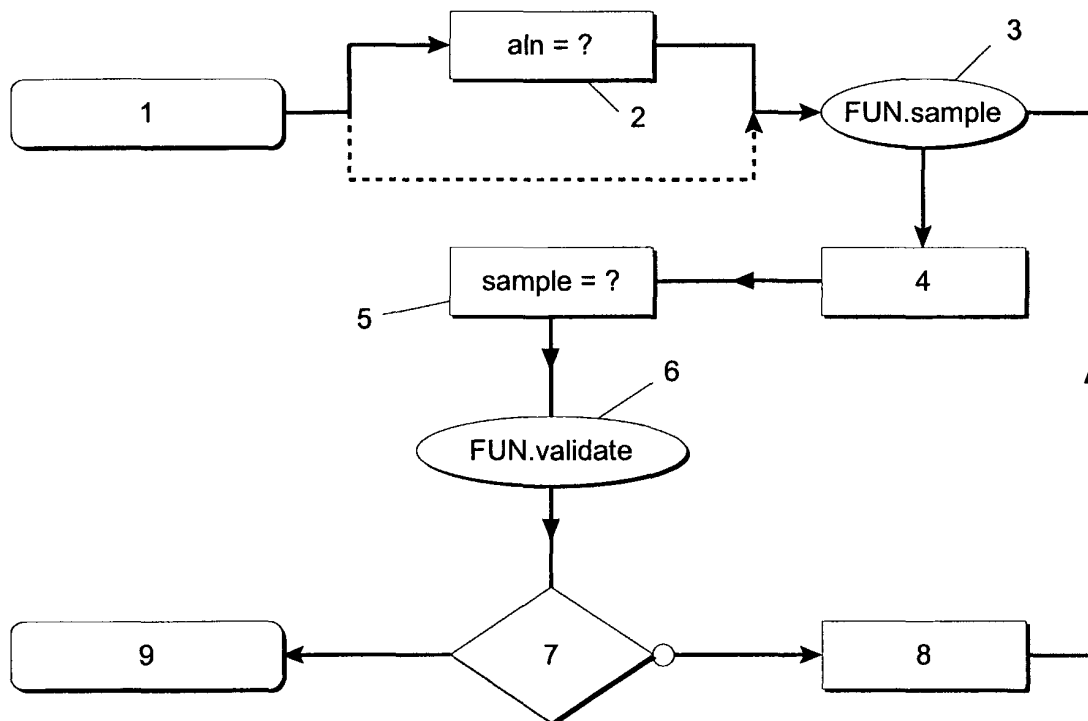 aln = ?
3
1
2
FUN.sample
sample = ?
4
5
6
FUN.validate
7
9
8